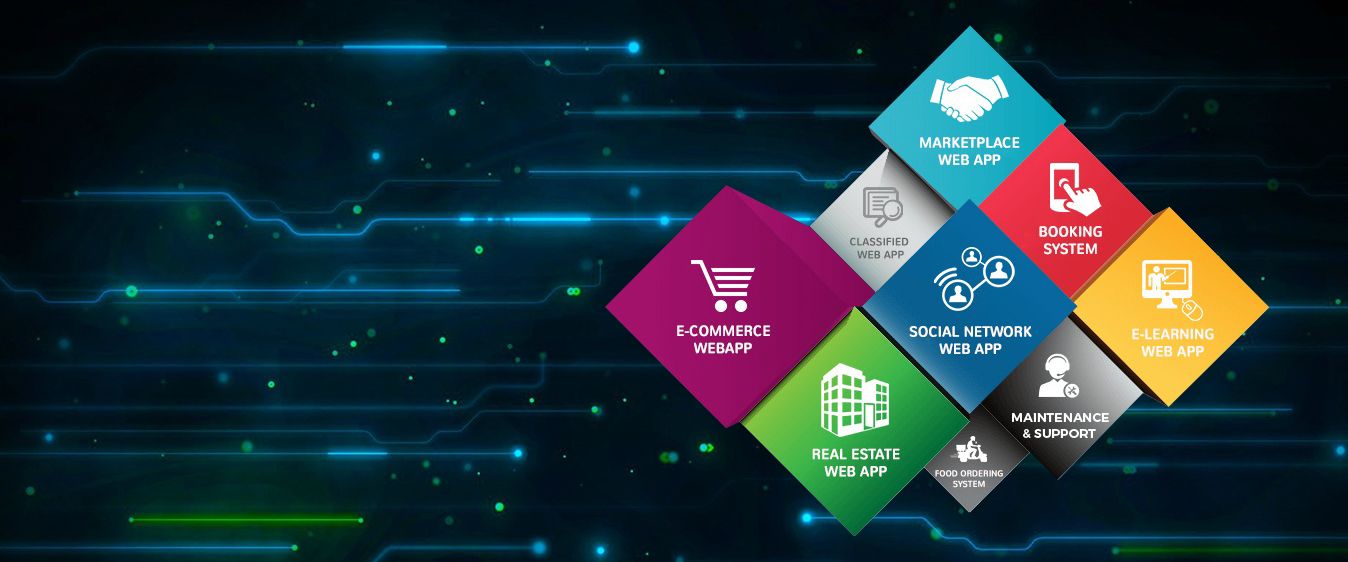 MARKETPLACE
WEB APP
CLASSIFIED
WEB APP
BOOKING
SYSTEM
E-COMMERCE
WEBAPP
SOCIAL NETWORK
WEB APP
E-LEARNING
WEB APP
REAL ESTATE
WEB APP
MAINTENANCE
& SUPPORT
FOOD ORDERING
SYSTEM